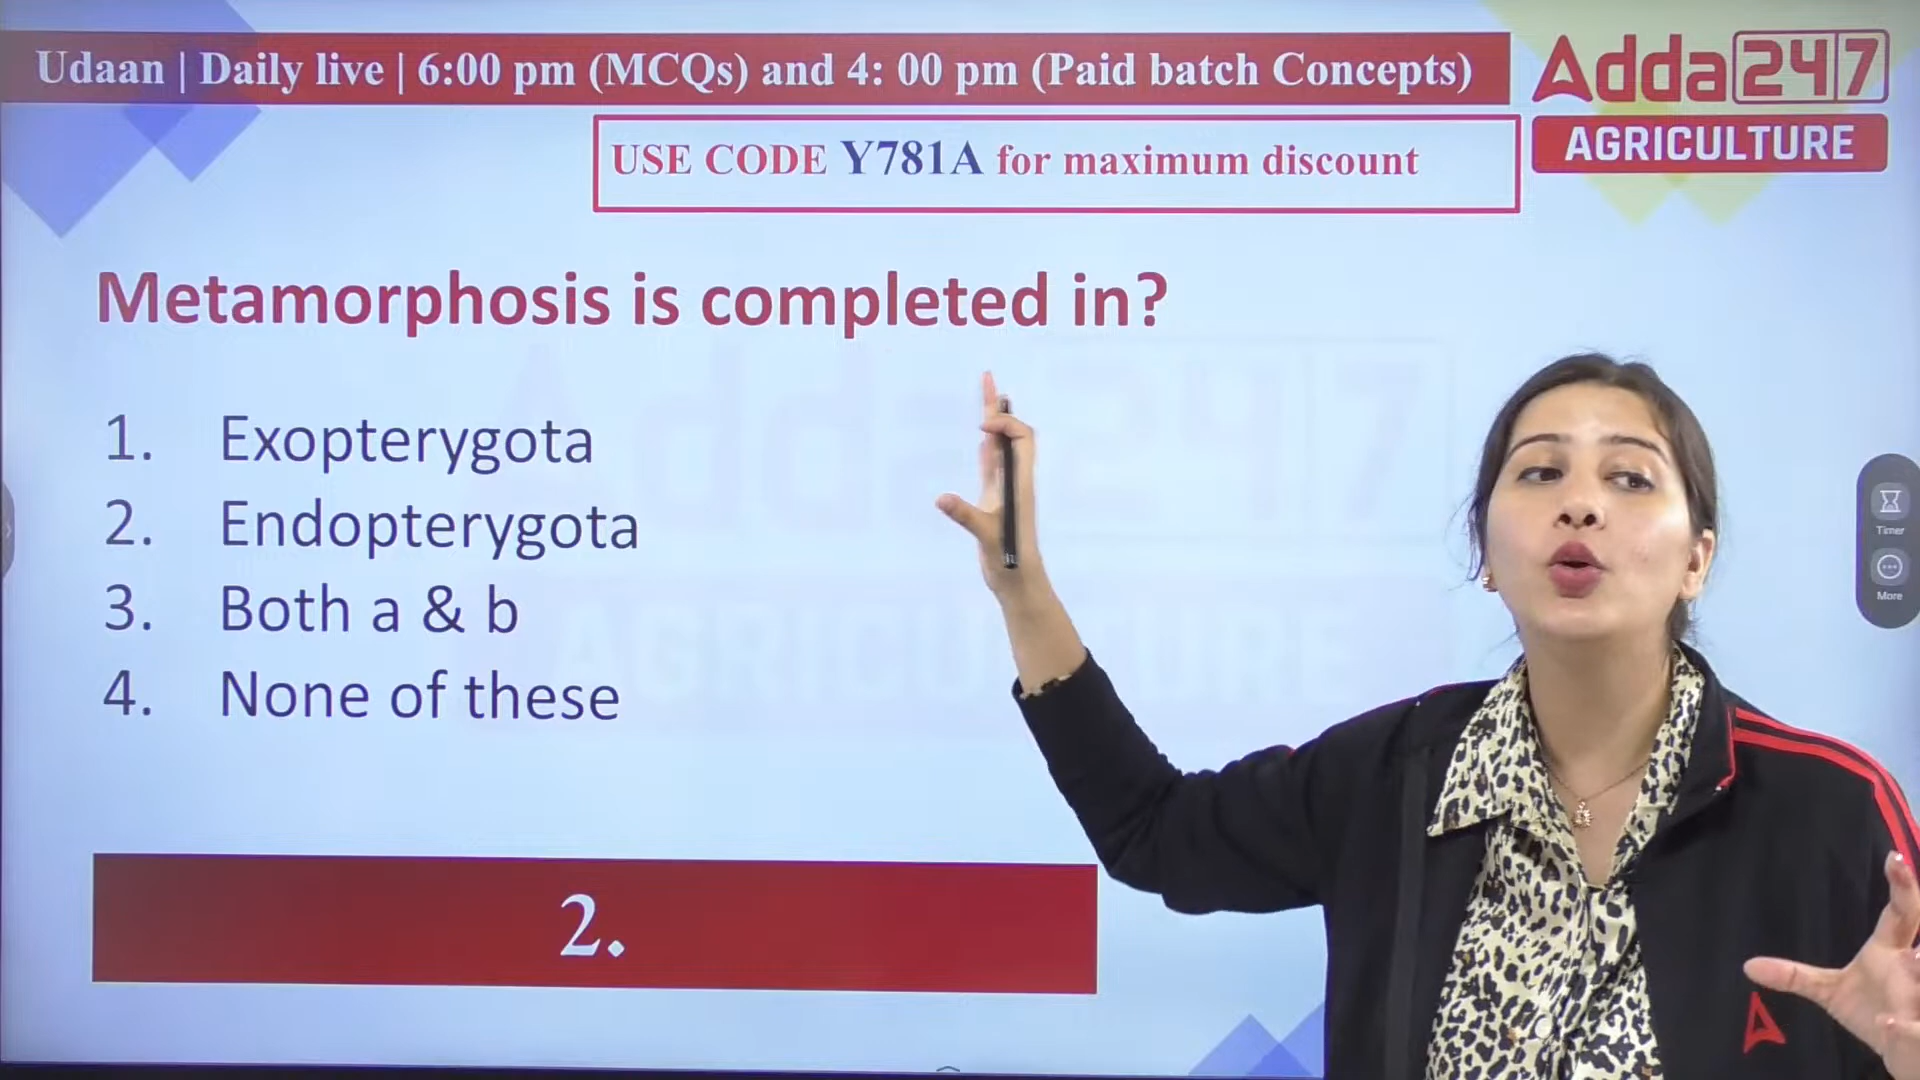 Udaan | Daily live | 6:00 pm (MCQs) and 4: 00 pm (Paid batch Concepts)
Adda247
AGRICULTURE
USE CODE Y781A for maximum discount
Metamorphosis is completed in?
1. Exopterygota
2. Endopterygota
3. Both a & b
4. None of these
2.
Timer
More
Adda247
AGRICULTURE